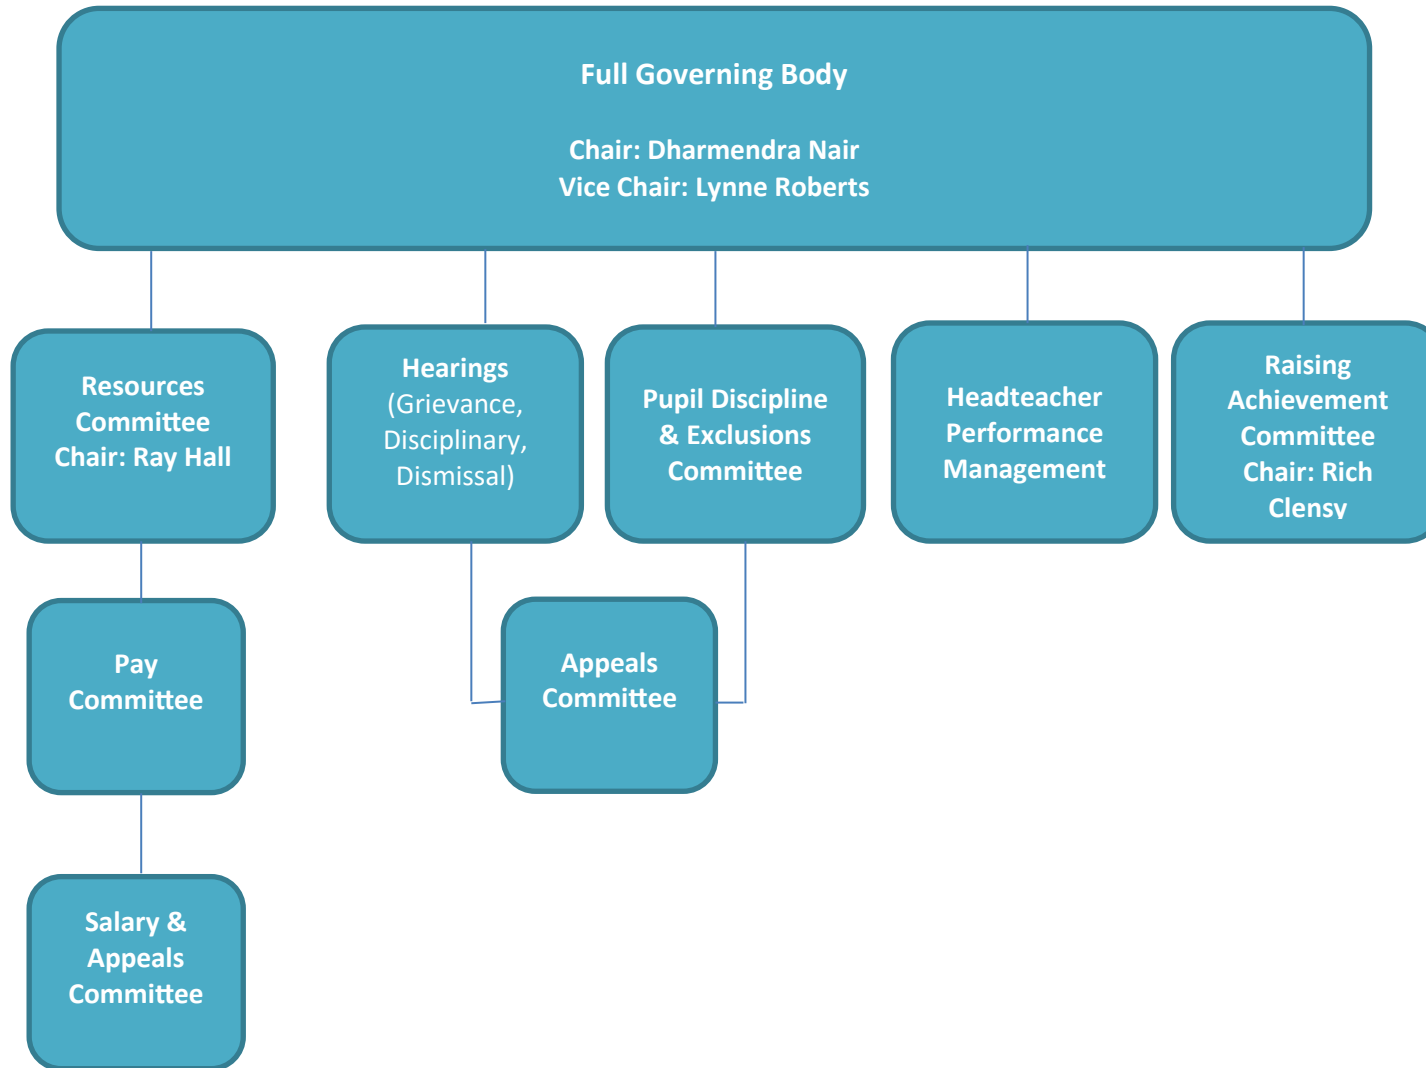 Full Governing Body
Chair: Dharmendra Nair
Vice Chair: Lynne Roberts
Resources
Committee
Chair: Ray Hall
Hearings
(Grievance,
Disciplinary,
Dismissal)
Pupil Discipline
& Exclusions
Committee
Headteacher
Performance
Management
Raising
Achievement
Committee
Chair: Rich
Clensy
Pay
Committee
Appeals
Committee
Salary &
Appeals
Committee